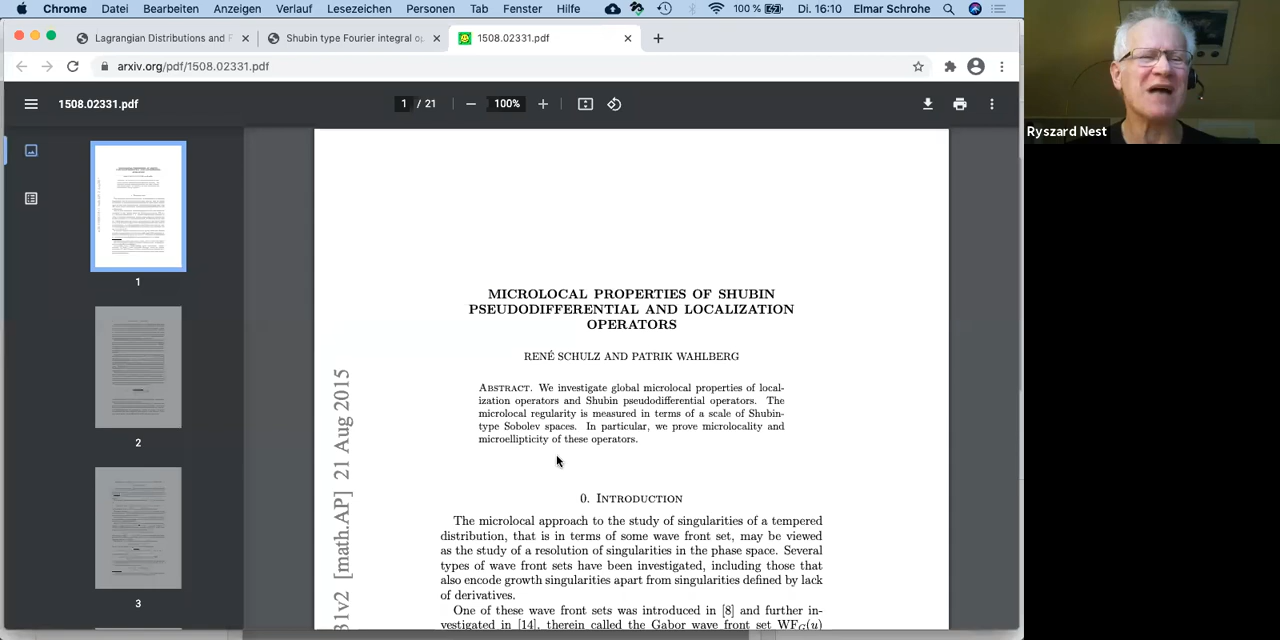 Chrome Datei Bearbeiten Anzeigen Verlauf Lesezeichen Personen Tab Fenster Hilfe 100 % Di. 16:10 Elmar Schrohe
Lagrangian Distributions and F
Shubin type Fourier integral op
1508.02331.pdf
arxiv.org/pdf/1508.02331.pdf
1508.02331.pdf 1 / 21 100%
Ryszard Nest
1
2
3
MICROLOCAL PROPERTIES OF SHUBIN
PSEUDODIFFERENTIAL AND LOCALIZATION
OPERATORS
RENÉ SCHULZ AND PATRIK WAHLBERG
Abstract. We investigate global microlocal properties of local-
ization operators and Shubin pseudodifferential operators. The
microlocal regularity is measured in terms of a scale of Shubin-
type Sobolev spaces. In particular, we prove microlocality and
microellipticity of these operators.
0. Introduction
The microlocal approach to the study of singularities of a tempered
distribution, that is in terms of some wave front set, may be viewed
as the study of a resolution of singularities in the phase space. Several
types of wave front sets have been investigated, including those that
also encode growth singularities apart from singularities defined by lack
of derivatives.
One of these wave front sets was introduced in [8] and further in-
vestigated in [14], therein called the Gabor wave front set WF_G(u)
31v2 [math.AP] 21 Aug 2015